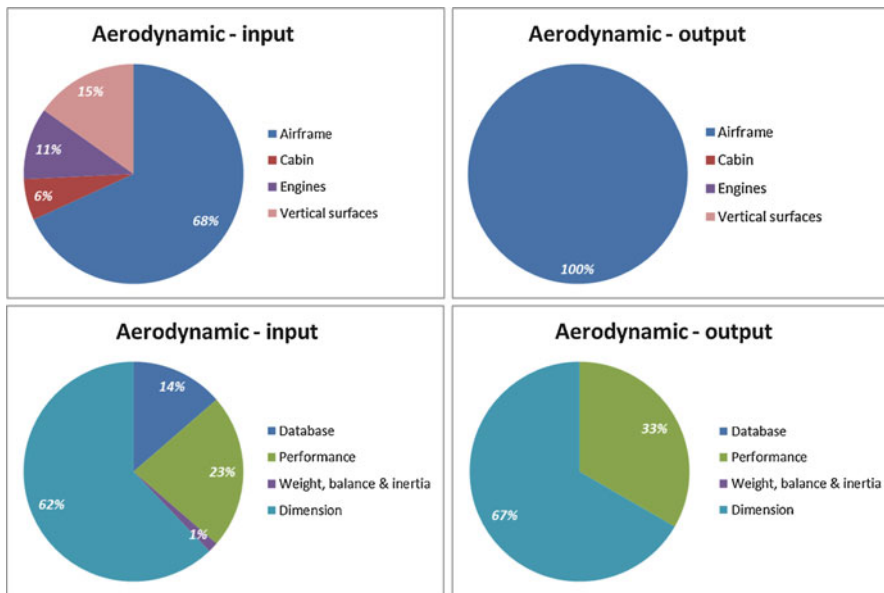 Aerodynamic - input
15%
11%
6%
68%
Airframe
Cabin
Engines
Vertical surfaces
Aerodynamic - output
100%
Airframe
Cabin
Engines
Vertical surfaces
Aerodynamic - input
14%
23%
1%
62%
Database
Performance
Weight, balance & inertia
Dimension
Aerodynamic - output
33%
67%
Database
Performance
Weight, balance & inertia
Dimension